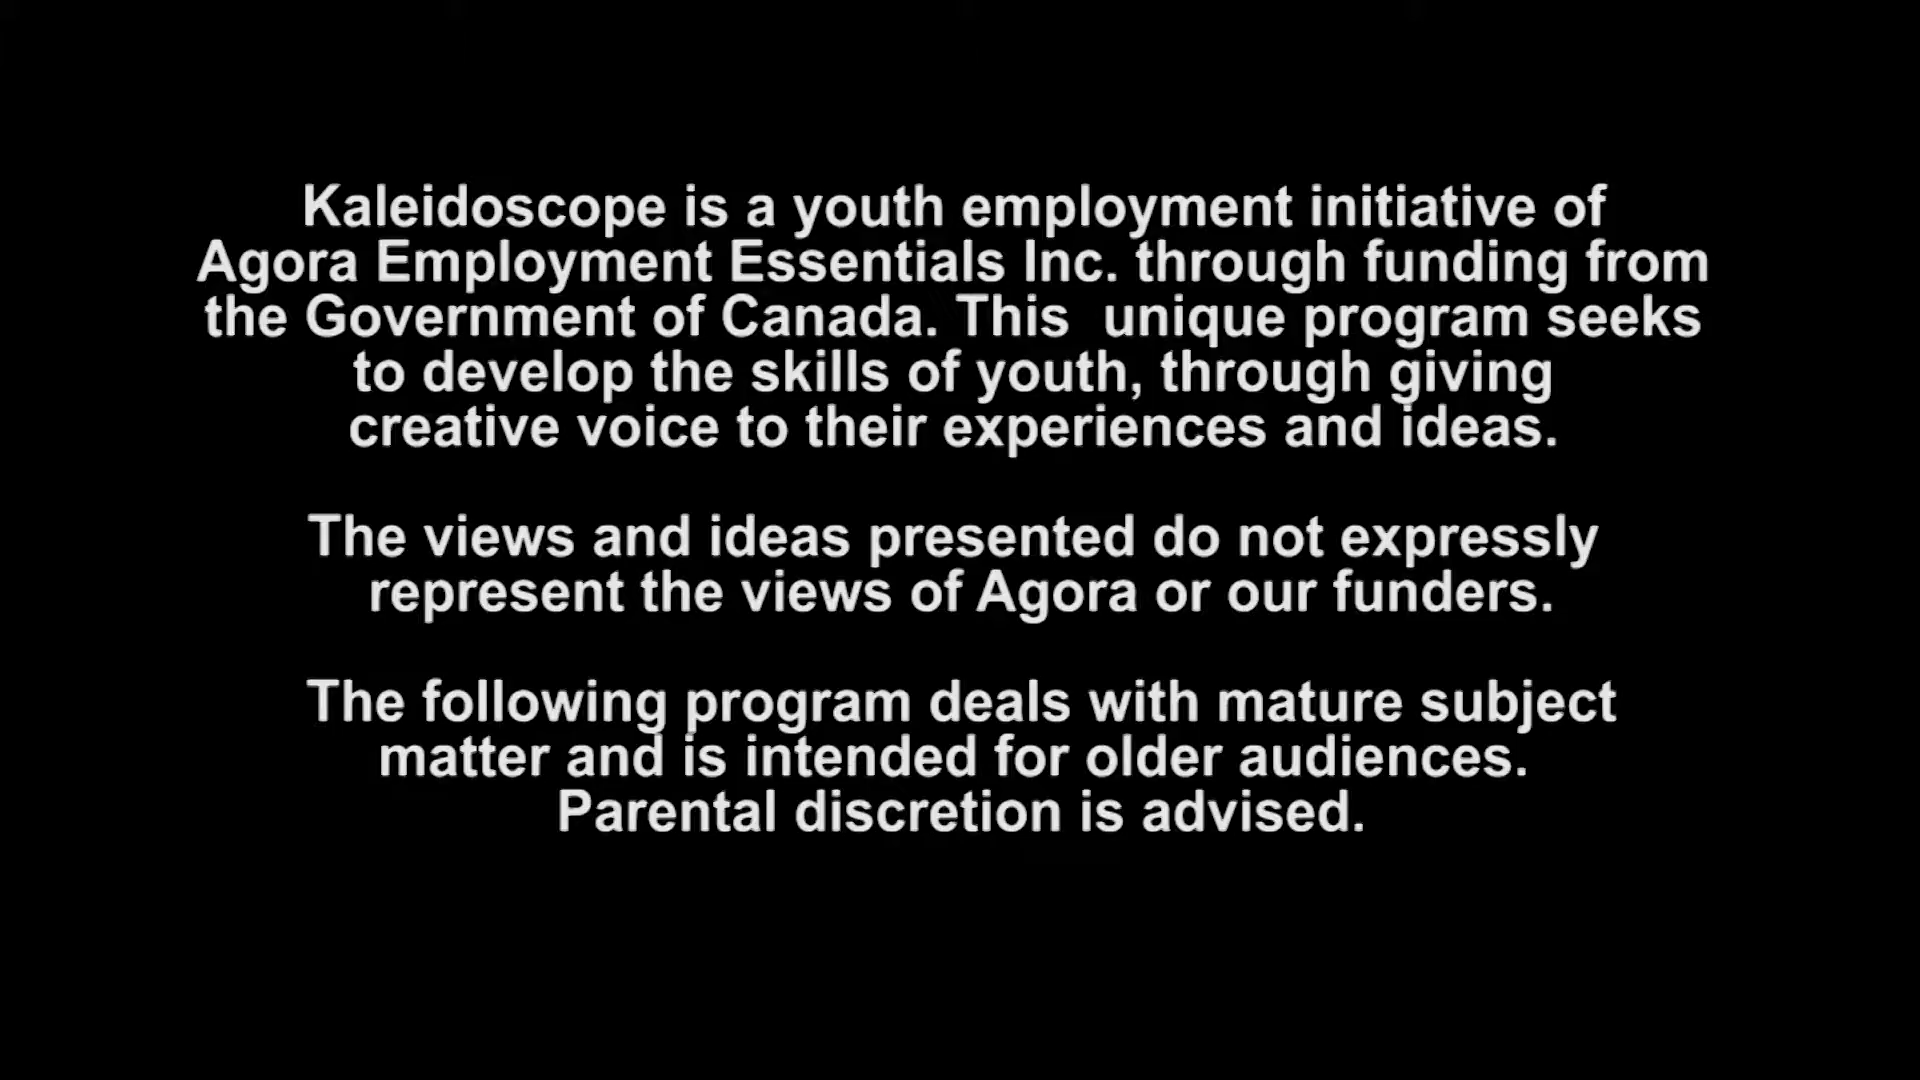 Kaleidoscope is a youth employment initiative of
Agora Employment Essentials Inc. through funding from
the Government of Canada. This  unique program seeks
to develop the skills of youth, through giving
creative voice to their experiences and ideas.
The views and ideas presented do not expressly
represent the views of Agora or our funders.
The following program deals with mature subject
matter and is intended for older audiences.
Parental discretion is advised.